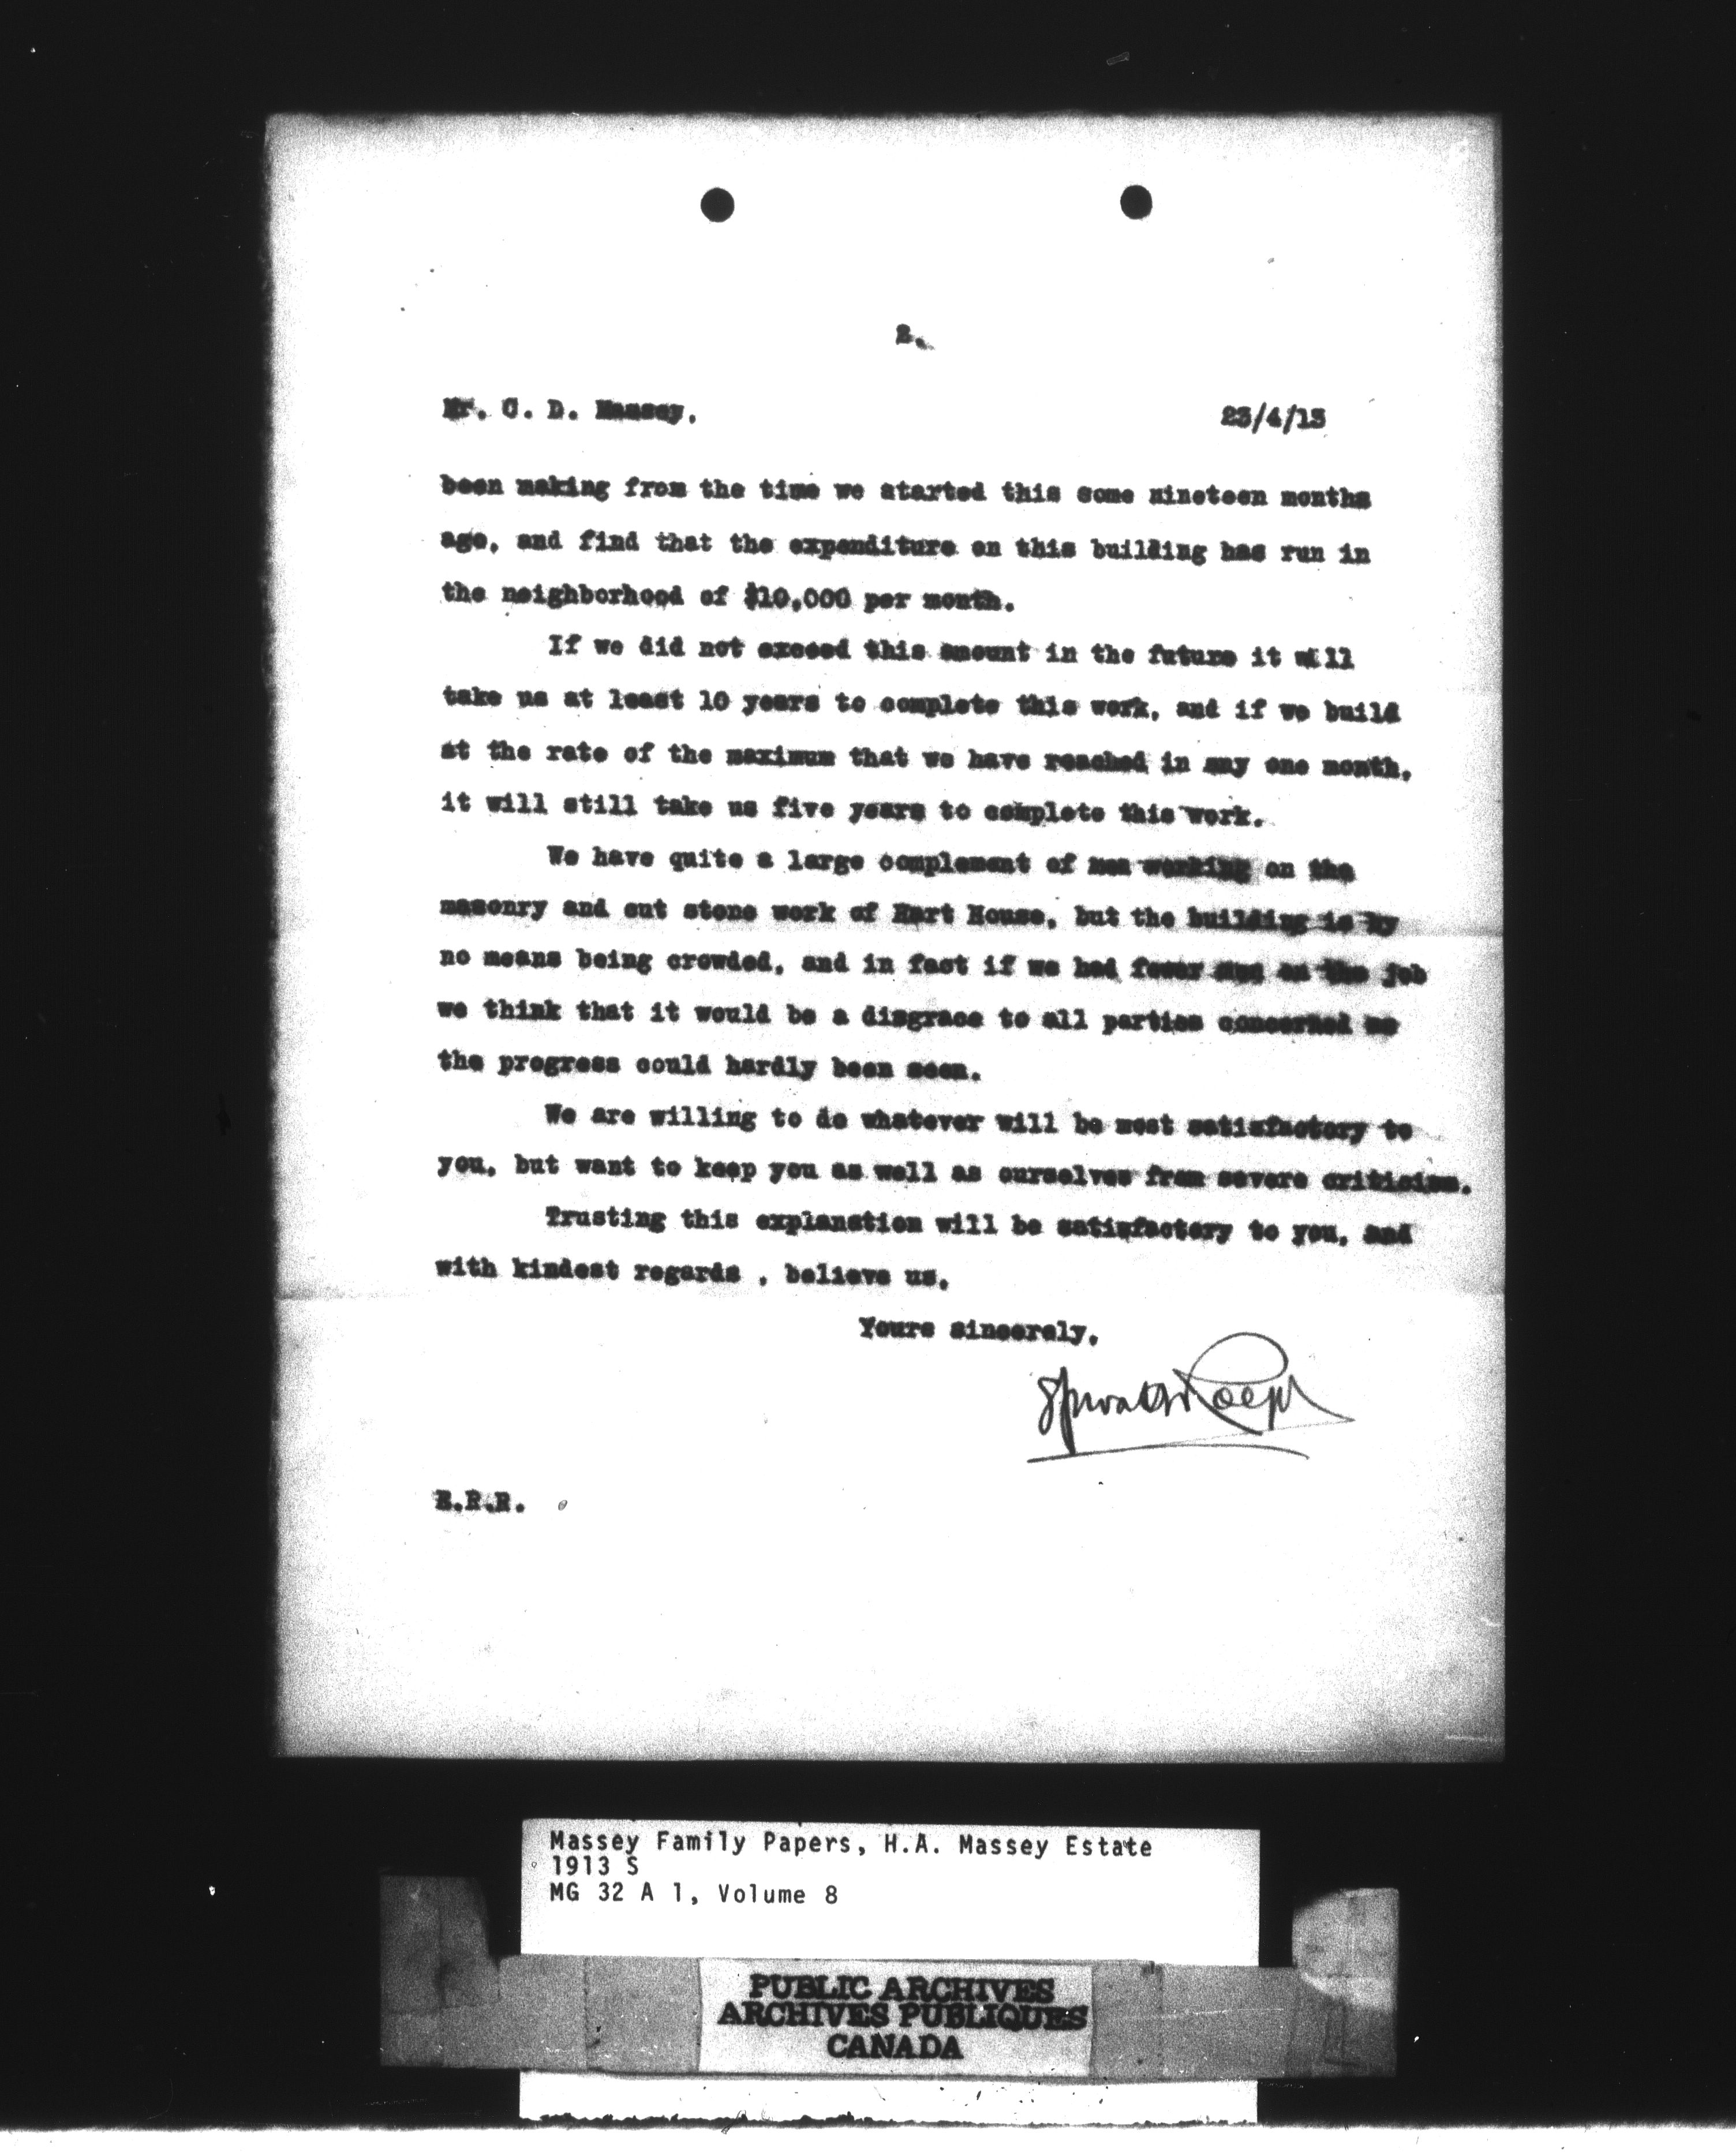 2.
Mr. C. D. Massey.
23/4/13
been making from the time we started this some nineteen months
ago, and find that the expenditure on this building has run in
the neighborhood of $10,000 per month.
If we did not exceed this amount in the future it will
take us at least 10 years to complete this work, and if we build
at the rate of the maximum that we have reached in any one month,
it will still take us five years to complete this work.
We have quite a large complement of men working on the
masonry and cut stone work of Hart House, but the building is by
no means being crowded, and in fact if we had fewer men on the job
we think that it would be a disgrace to all parties concerned as
the progress could hardly been seen.
We are willing to do whatever will be most satisfactory to
you, but want to keep you as well as ourselves from severe criticism.
Trusting this explanation will be satisfactory to you, and
with kindest regards , believe us,
Yours sincerely,
E.R.R.
Massey Family Papers, H.A. Massey Estate
1913 S
MG 32 A 1, Volume 8
PUBLIC ARCHIVES
ARCHIVES PUBLIQUES
CANADA